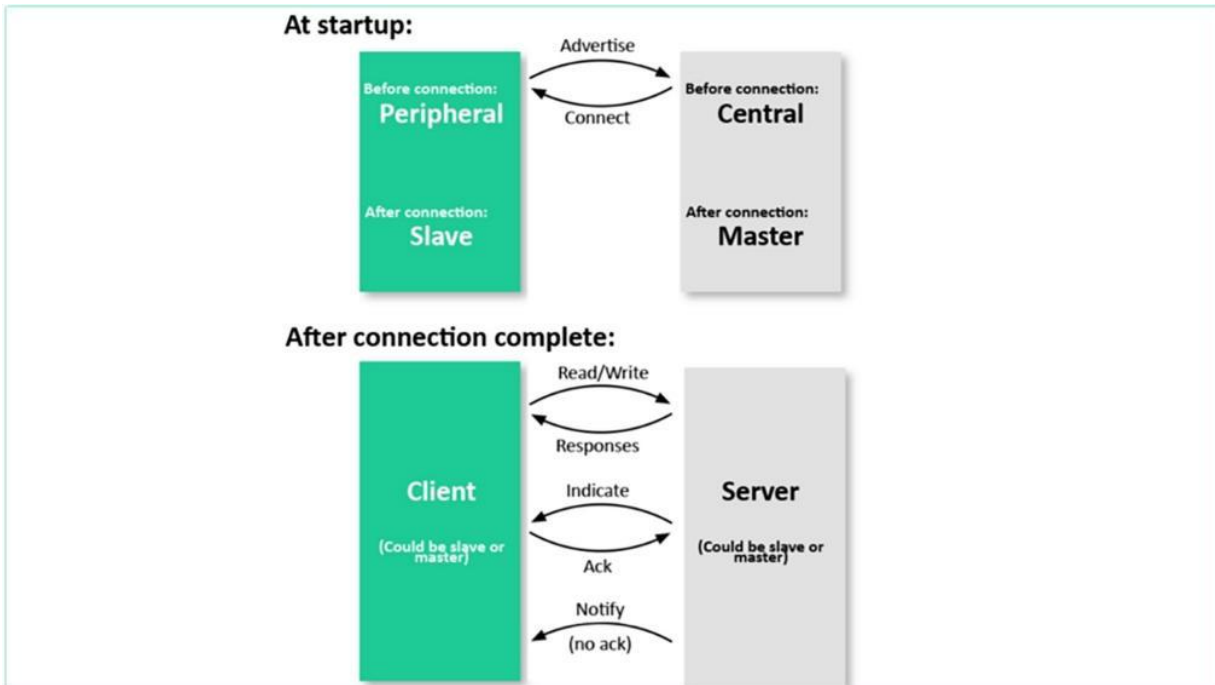 At startup:
Advertise
Before connection:
Peripheral
Before connection:
Central
Connect
After connection:
Slave
After connection:
Master
After connection complete:
Read/Write
Responses
Client
Indicate
Server
(Could be slave or
master)
(Could be slave or
master)
Ack
Notify
(no ack)